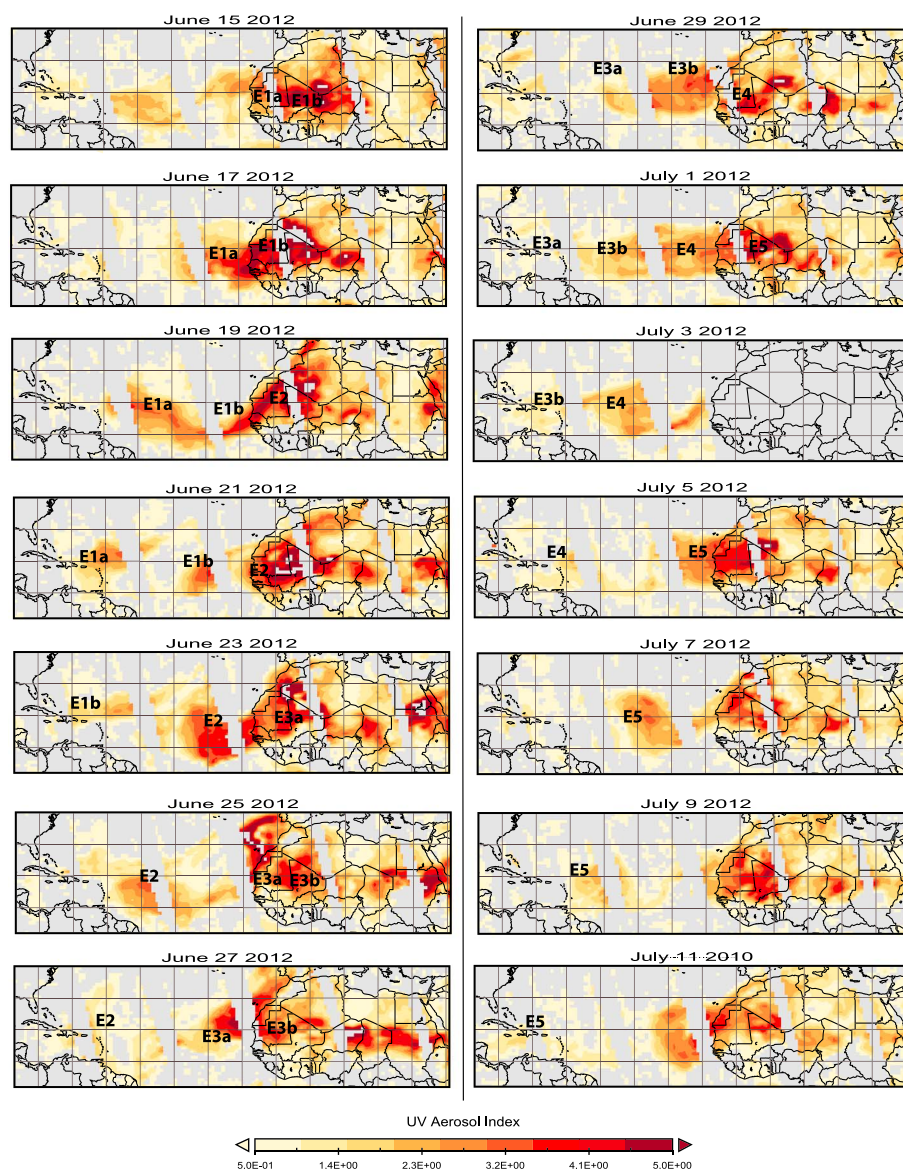 June 15 2012
E1a
E1b
June 17 2012
E1a
E1b
June 19 2012
E1a
E1b
E2
June 21 2012
E1a
E1b
E2
June 23 2012
E1b
E2
E3a
June 25 2012
E2
E3a
E3b
June 27 2012
E2
E3a
E3b
June 29 2012
E3a
E3b
E4
July 1 2012
E3a
E3b
E4
E5
July 3 2012
E3b
E4
July 5 2012
E4
E5
July 7 2012
E5
July 9 2012
E5
July 11 2010
E5
UV Aerosol Index
5.0E-01 1.4E+00 2.3E+00 3.2E+00 4.1E+00 5.0E+00